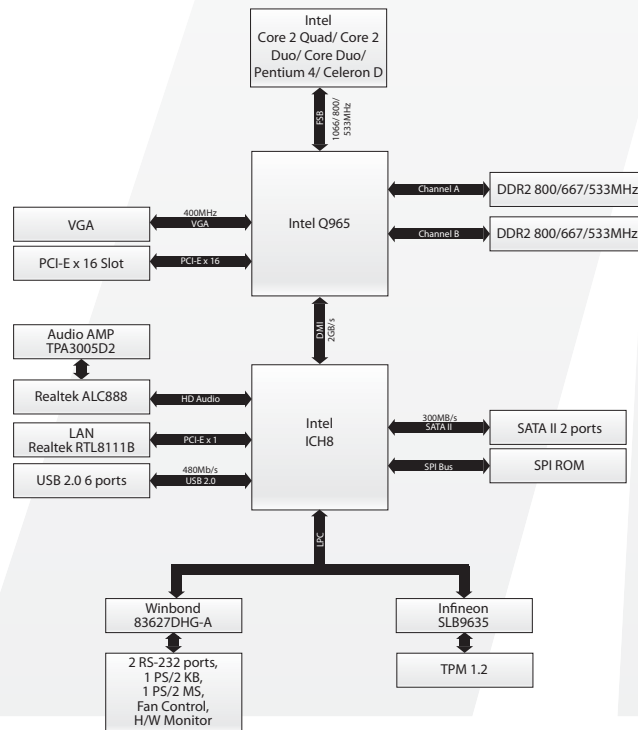 Intel
Core 2 Quad/ Core 2
Duo/ Core Duo/
Pentium 4/ Celeron D
FSB
1066/ 800/
533MHz
Intel Q965
Channel A
DDR2 800/667/533MHz
Channel B
DDR2 800/667/533MHz
VGA
400MHz
VGA
PCI-E x 16 Slot
PCI-E x 16
DMI
2GB/s
Audio AMP
TPA3005D2
Realtek ALC888
HD Audio
LAN
Realtek RTL8111B
PCI-E x 1
USB 2.0 6 ports
480Mb/s
USB 2.0
Intel
ICH8
300MB/s
SATA II
SATA II 2 ports
SPI Bus
SPI ROM
LPC
Winbond
83627DHG-A
Infineon
SLB9635
2 RS-232 ports,
1 PS/2 KB,
1 PS/2 MS,
Fan Control,
H/W Monitor
TPM 1.2